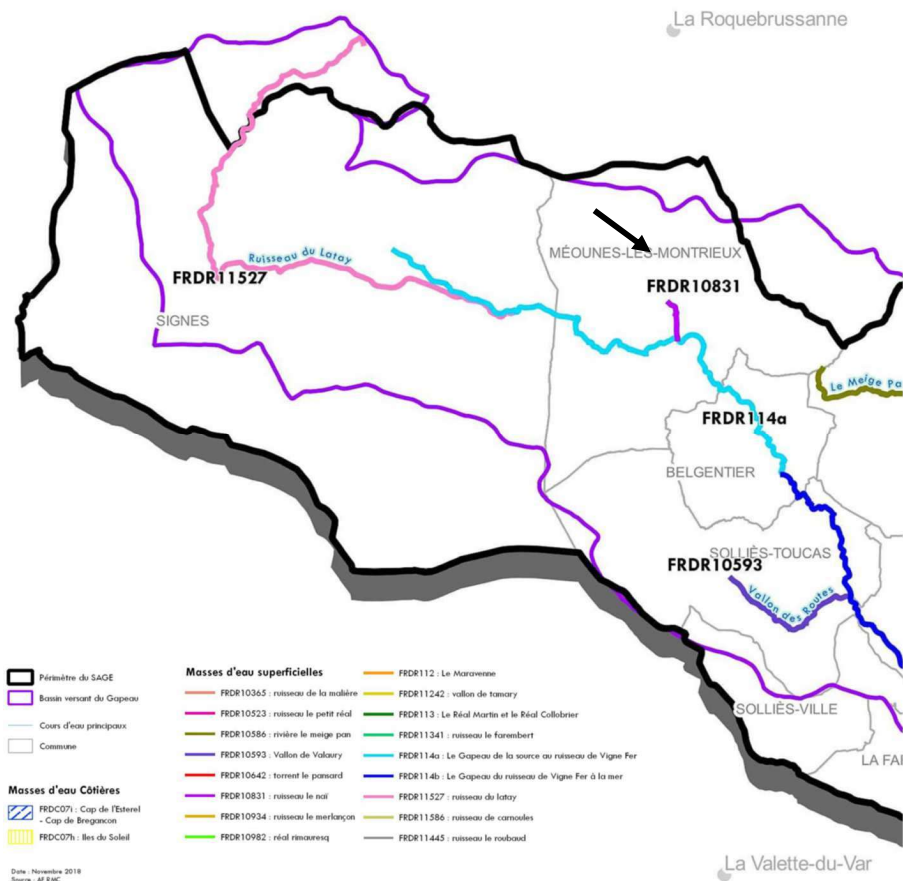 La Roquebrussanne
MÉOUNES-LES-MONTRIEUX
Ruisseau du Latay
FRDR11527
FRDR10831
SIGNES
Le Meige Pa
FRDR114a
BELGENTIER
SOLLIÈS-TOUCAS
FRDR10593
Vallon des Routes
SOLLIÈS-VILLE
LA FAR
Périmètre du SAGE
Bassin versant du Gapeau
Cours d'eau principaux
Commune
Masses d'eau Côtières
FRDC07i : Cap de l'Esterel
- Cap de Bregancon
FRDC07h : Iles du Soleil
Masses d'eau superficielles
FRDR10365 : ruisseau de la malière
FRDR10523 : ruisseau le petit réal
FRDR10586 : rivière le meige pan
FRDR10593 : Vallon de Valaury
FRDR10642 : torrent le pansard
FRDR10831 : ruisseau le naï
FRDR10934 : ruisseau le merlançon
FRDR10982 : réal rimauresq
FRDR112 : Le Maravenne
FRDR11242 : vallon de tamary
FRDR113 : Le Réal Martin et le Réal Collobrier
FRDR11341 : ruisseau le farembert
FRDR114a : Le Gapeau de la source au ruisseau de Vigne Fer
FRDR114b : Le Gapeau du ruisseau de Vigne Fer à la mer
FRDR11527 : ruisseau du latay
FRDR11586 : ruisseau de carnoules
FRDR11445 : ruisseau le roubaud
Date : Novembre 2018
Source : AE RMC
La Valette-du-Var